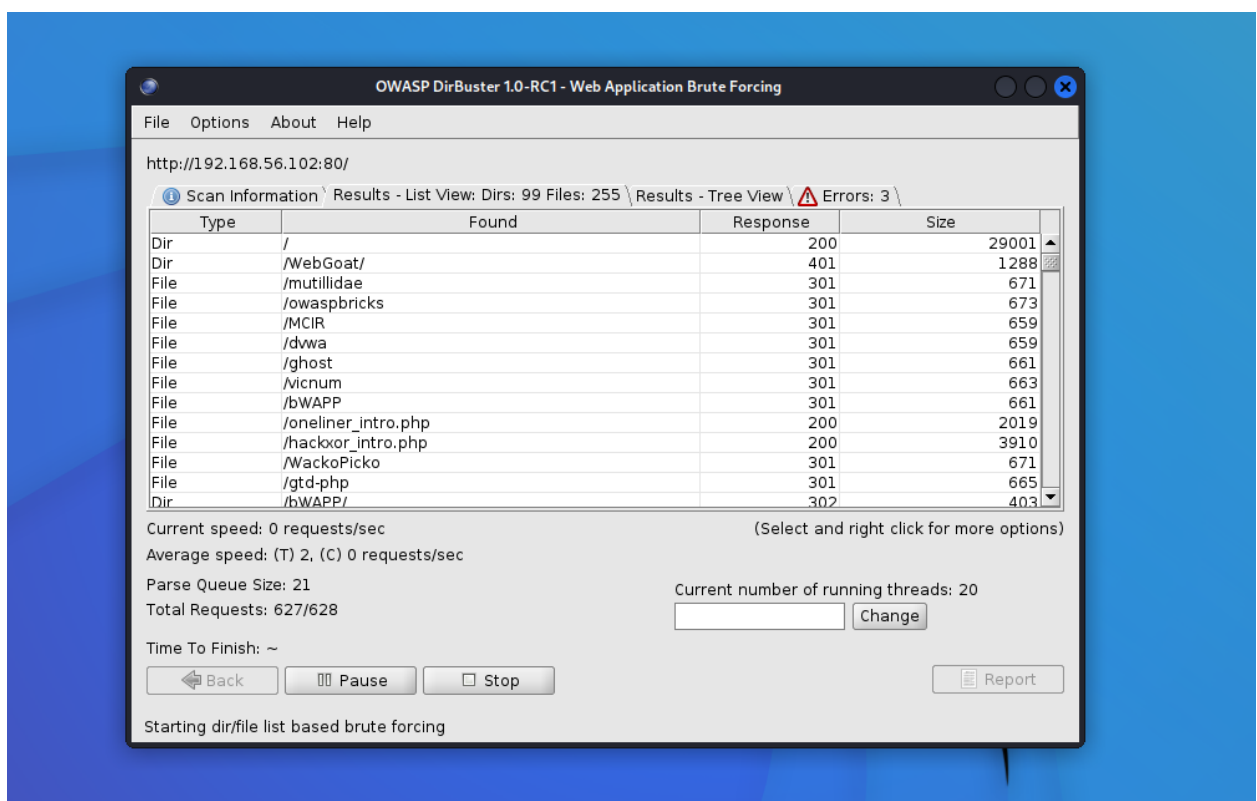 OWASP DirBuster 1.0-RC1 - Web Application Brute Forcing
File Options About Help
http://192.168.56.102:80/
Scan Information Results - List View: Dirs: 99 Files: 255 Results - Tree View Errors: 3
Type Found Response Size
Dir / 200 29001
Dir /WebGoat/ 401 1288
File /mutillidae 301 671
File /owaspbricks 301 673
File /MCIR 301 659
File /dvwa 301 659
File /ghost 301 661
File /vicnum 301 663
File /bWAPP 301 661
File /oneliner_intro.php 200 2019
File /hackxor_intro.php 200 3910
File /WackoPicko 301 671
File /gtd-php 301 665
Dir /bWAPP/ 302 403
Current speed: 0 requests/sec (Select and right click for more options)
Average speed: (T) 2, (C) 0 requests/sec
Parse Queue Size: 21
Current number of running threads: 20
Total Requests: 627/628
Change
Time To Finish: ~
Back Pause Stop Report
Starting dir/file list based brute forcing